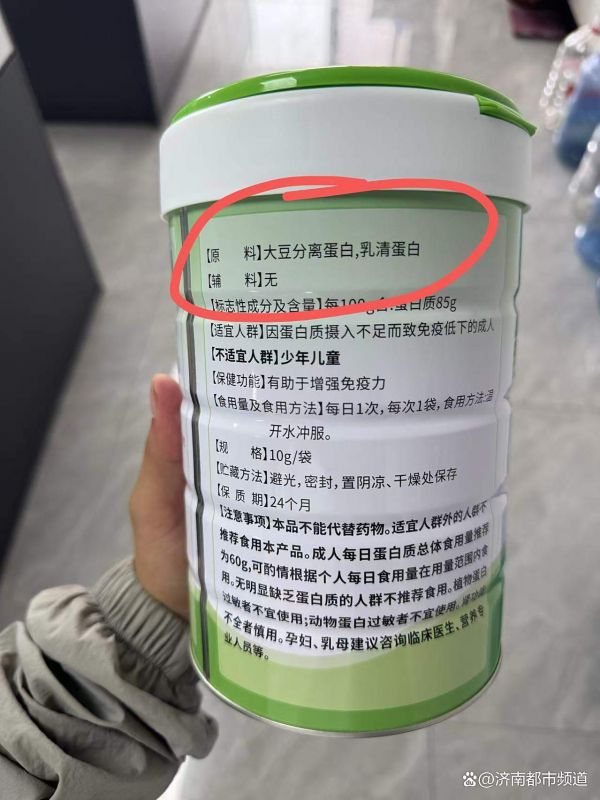 【原　　料】大豆分离蛋白,乳清蛋白
【辅　　料】无
【标志性成分及含量】每100g含:蛋白质85g
【适宜人群】因蛋白质摄入不足而致免疫低下的成人
【不适宜人群】少年儿童
【保健功能】有助于增强免疫力
【食用量及食用方法】每日1次，每次1袋，食用方法:温
开水冲服。
【规　　格】10g/袋
【贮藏方法】避光，密封，置阴凉、干燥处保存
【保 质 期】24个月
【注意事项】本品不能代替药物。适宜人群外的人群不
推荐食用本产品。成人每日蛋白质总体食用量推荐
为60g,可酌情根据个人每日食用量在用量范围内食
用。无明显缺乏蛋白质的人群不推荐食用。植物蛋白
过敏者不宜使用;动物蛋白过敏者不宜使用。肾功能
不全者慎用。孕妇、乳母建议咨询临床医生、营养专
业人员等。
济南都市频道